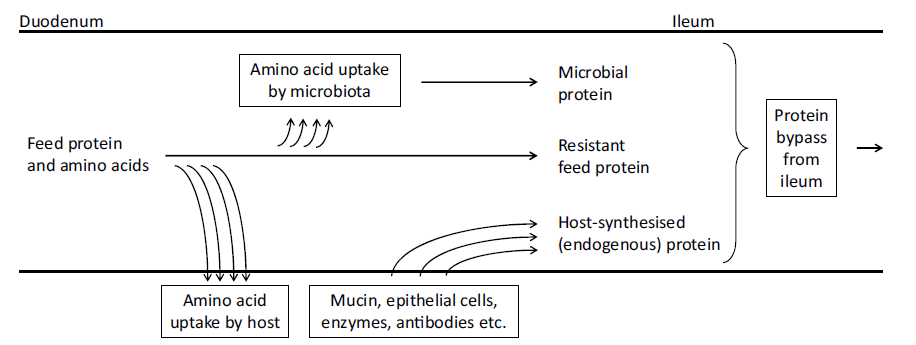 Duodenum
Ileum
Amino acid uptake
by microbiota
Microbial
protein
Feed protein
and amino acids
Resistant
feed protein
Protein
bypass
from
ileum
Host-synthesised
(endogenous) protein
Amino acid
uptake by host
Mucin, epithelial cells,
enzymes, antibodies etc.